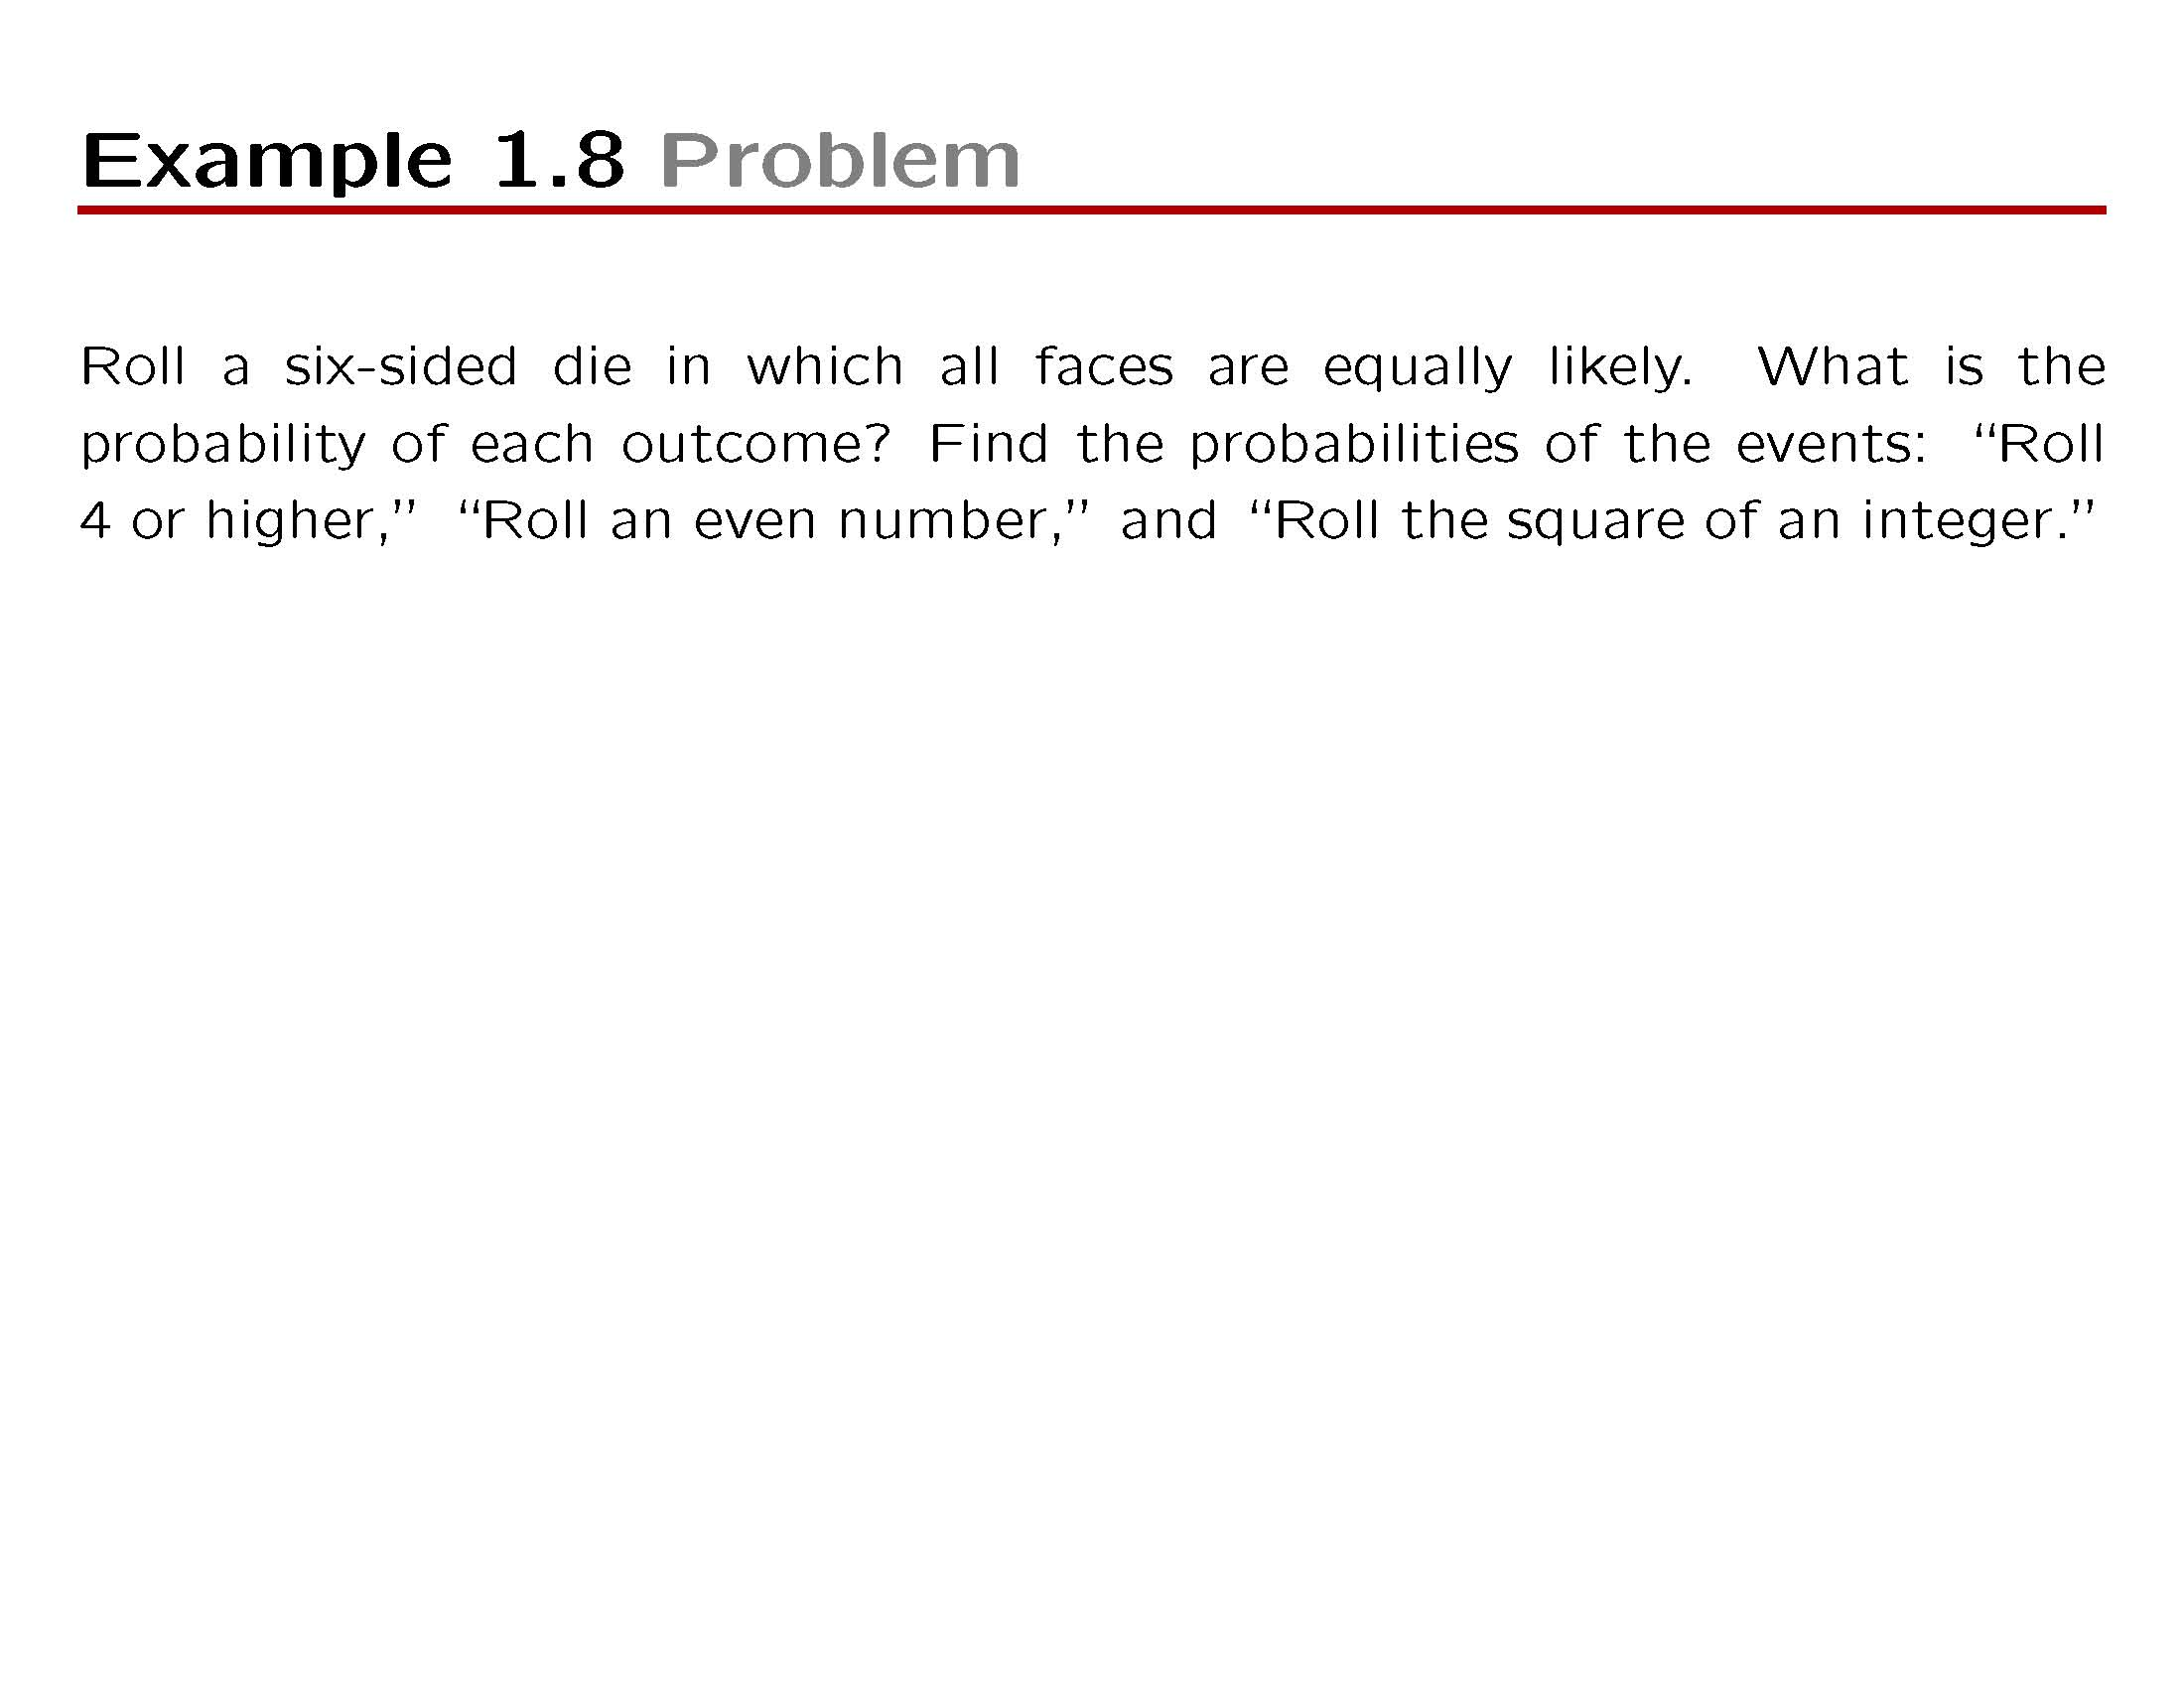 Example 1.8 Problem
Roll a six-sided die in which all faces are equally likely. What is the
probability of each outcome? Find the probabilities of the events: “Roll
4 or higher,” “Roll an even number,” and “Roll the square of an integer.”